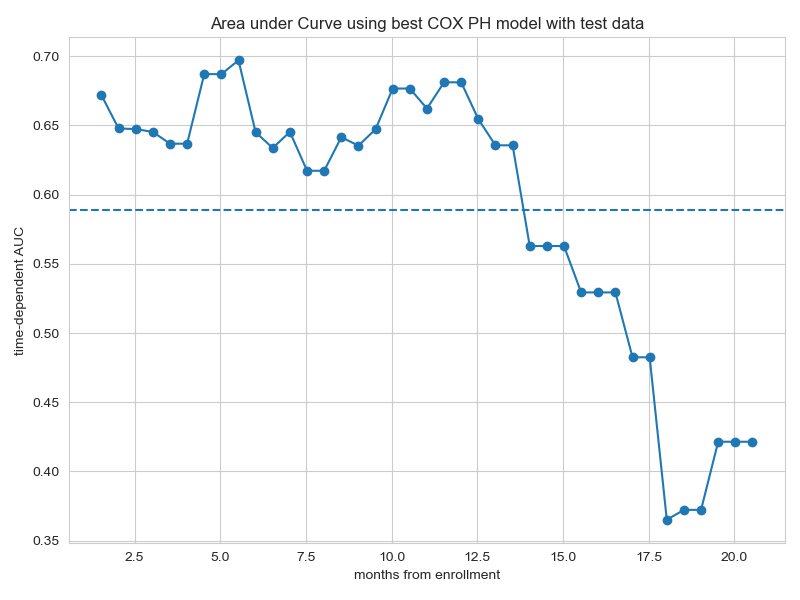 Area under Curve using best COX PH model with test data
time-dependent AUC
0.70
0.65
0.60
0.55
0.50
0.45
0.40
0.35
2.5 5.0 7.5 10.0 12.5 15.0 17.5 20.0
months from enrollment